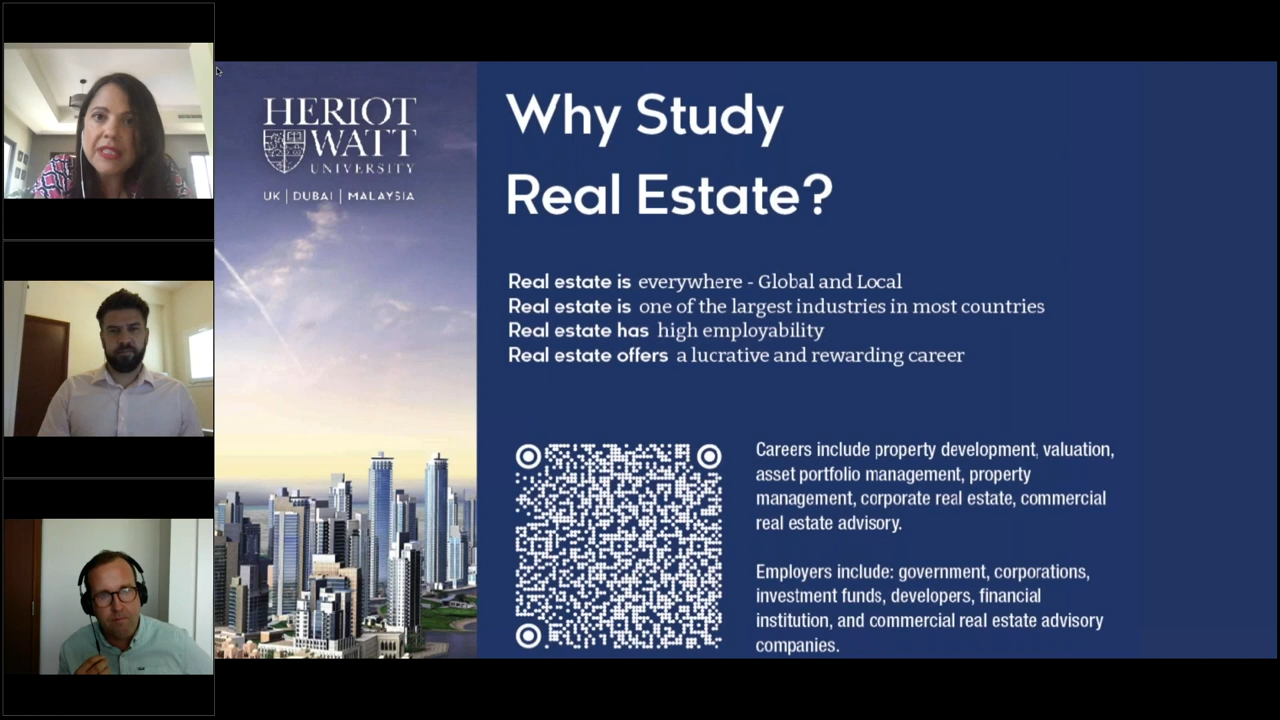 HERIOT
WATT
UNIVERSITY
UK | DUBAI | MALAYSIA
Why Study
Real Estate?
Real estate is everywhere - Global and Local
Real estate is one of the largest industries in most countries
Real estate has high employability
Real estate offers a lucrative and rewarding career
Careers include property development, valuation,
asset portfolio management, property
management, corporate real estate, commercial
real estate advisory.
Employers include: government, corporations,
investment funds, developers, financial
institution, and commercial real estate advisory
companies.